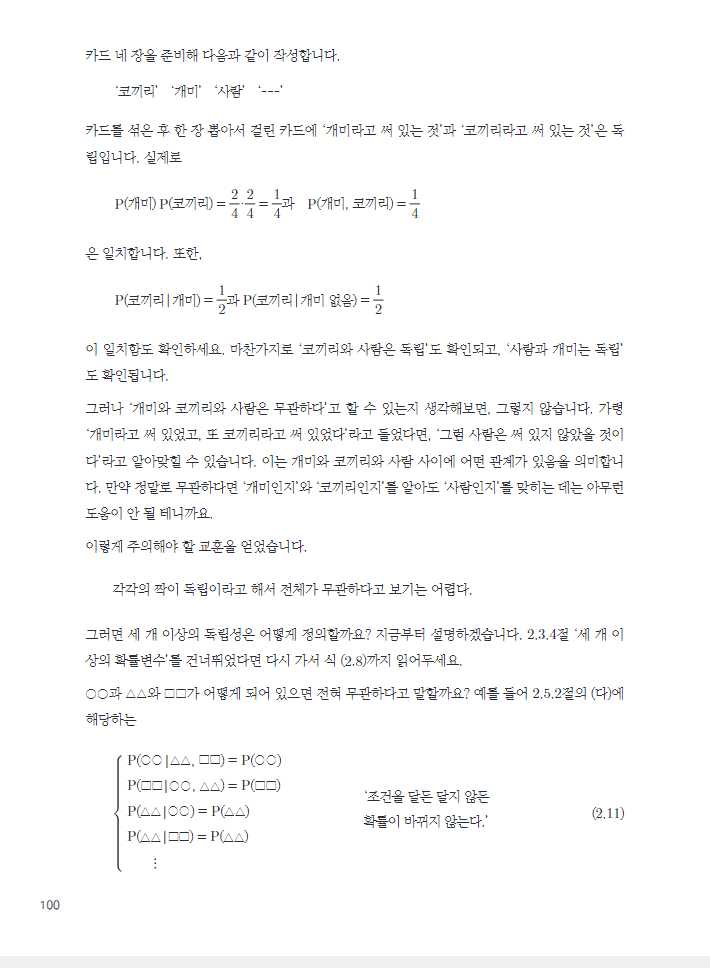 카드 네 장을 준비해 다음과 같이 작성합니다.
‘코끼리’ ‘개미’ ‘사람’ ‘---’
카드를 섞은 후 한 장 뽑아서 걸린 카드에 ‘개미라고 써 있는 것’과 ‘코끼리라고 써 있는 것’은 독
립입니다. 실제로
P(개미) P(코끼리) = 2/4 · 2/4 = 1/4과 P(개미, 코끼리) = 1/4
은 일치합니다. 또한,
P(코끼리 | 개미) = 1/2과 P(코끼리 | 개미 없음) = 1/2
이 일치함도 확인하세요. 마찬가지로 ‘코끼리와 사람은 독립’도 확인되고, ‘사람과 개미는 독립’
도 확인됩니다.
그러나 ‘개미와 코끼리와 사람은 무관하다’고 할 수 있는지 생각해보면, 그렇지 않습니다. 가령
‘개미라고 써 있었고, 또 코끼리라고 써 있었다’라고 들었다면, ‘그럼 사람은 써 있지 않았을 것이
다’라고 알아맞힐 수 있습니다. 이는 개미와 코끼리와 사람 사이에 어떤 관계가 있음을 의미합니
다. 만약 정말로 무관하다면 ‘개미인지’와 ‘코끼리인지’를 알아도 ‘사람인지’를 맞히는 데는 아무런
도움이 안 될 테니까요.
이렇게 주의해야 할 교훈을 얻었습니다.
각각의 짝이 독립이라고 해서 전체가 무관하다고 보기는 어렵다.
그러면 세 개 이상의 독립성은 어떻게 정의할까요? 지금부터 설명하겠습니다. 2.3.4절 ‘세 개 이
상의 확률변수’를 건너뛰었다면 다시 가서 식 (2.8)까지 읽어두세요.
○○과 △△와 □□가 어떻게 되어 있으면 전혀 무관하다고 말할까요? 예를 들어 2.5.2절의 (다)에
해당하는
P(○○ | △△, □□) = P(○○)
P(□□ | ○○, △△) = P(□□)
P(△△ | ○○) = P(△△)
P(△△ | □□) = P(△△)
⋮
‘조건을 달든 달지 않든
확률이 바뀌지 않는다.’
(2.11)
100